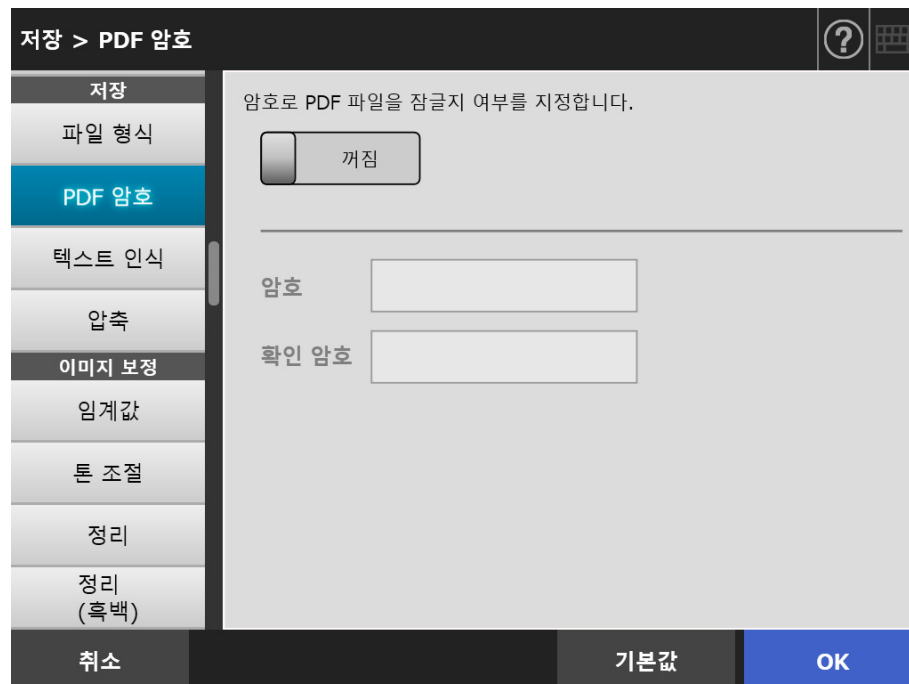 저장 > PDF 암호
?
저장
파일 형식
PDF 암호
텍스트 인식
압축
이미지 보정
임계값
톤 조절
정리
정리
(흑백)
암호로 PDF 파일을 잠글지 여부를 지정합니다.
꺼짐
암호
확인 암호
취소
기본값
OK